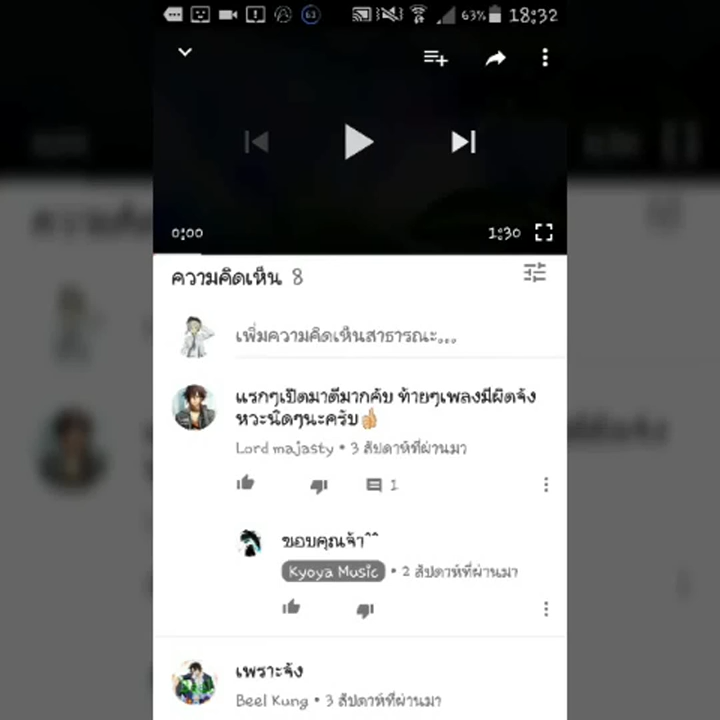 63 63% 18:32
0:00 1:30
ความคิดเห็น 8
เพิ่มความคิดเห็นสาธารณะ...
แรกๆเปิดมาดีมากคับ ท้ายๆเพลงมีผิดจัง
หวะนิดๆนะครับ👍
Lord majasty • 3 สัปดาห์ที่ผ่านมา
1
ขอบคุณจ้า^^
Kyoya Music • 2 สัปดาห์ที่ผ่านมา
เพราะจัง
Beel Kung • 3 สัปดาห์ที่ผ่านมา